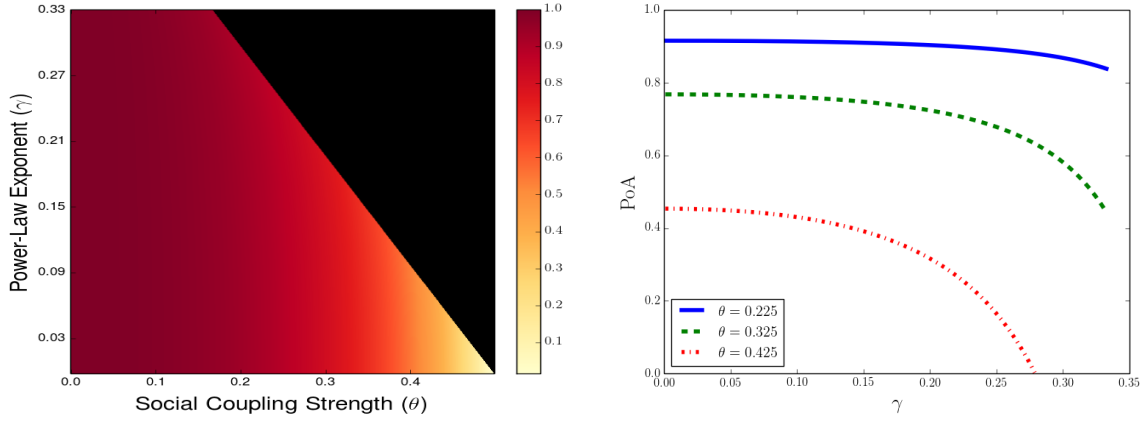 0.33
0.27
0.21
0.15
0.09
0.03
Power-Law Exponent (γ)
0.0 0.1 0.2 0.3 0.4
Social Coupling Strength (θ)
1.0
0.9
0.8
0.7
0.6
0.5
0.4
0.3
0.2
0.1
1.0
0.8
0.6
0.4
0.2
0.0
PoA
θ = 0.225
θ = 0.325
θ = 0.425
0.00 0.05 0.10 0.15 0.20 0.25 0.30 0.35
γ